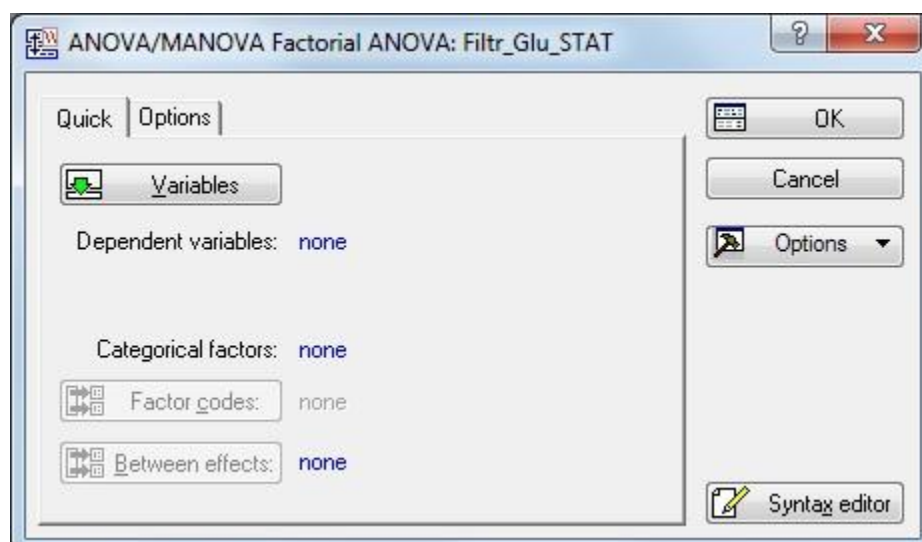 ANOVA/MANOVA Factorial ANOVA: Filtr_Glu_STAT
?
Quick
Options
Variables
Dependent variables: none
Categorical factors: none
Factor codes: none
Between effects: none
OK
Cancel
Options
Syntax editor